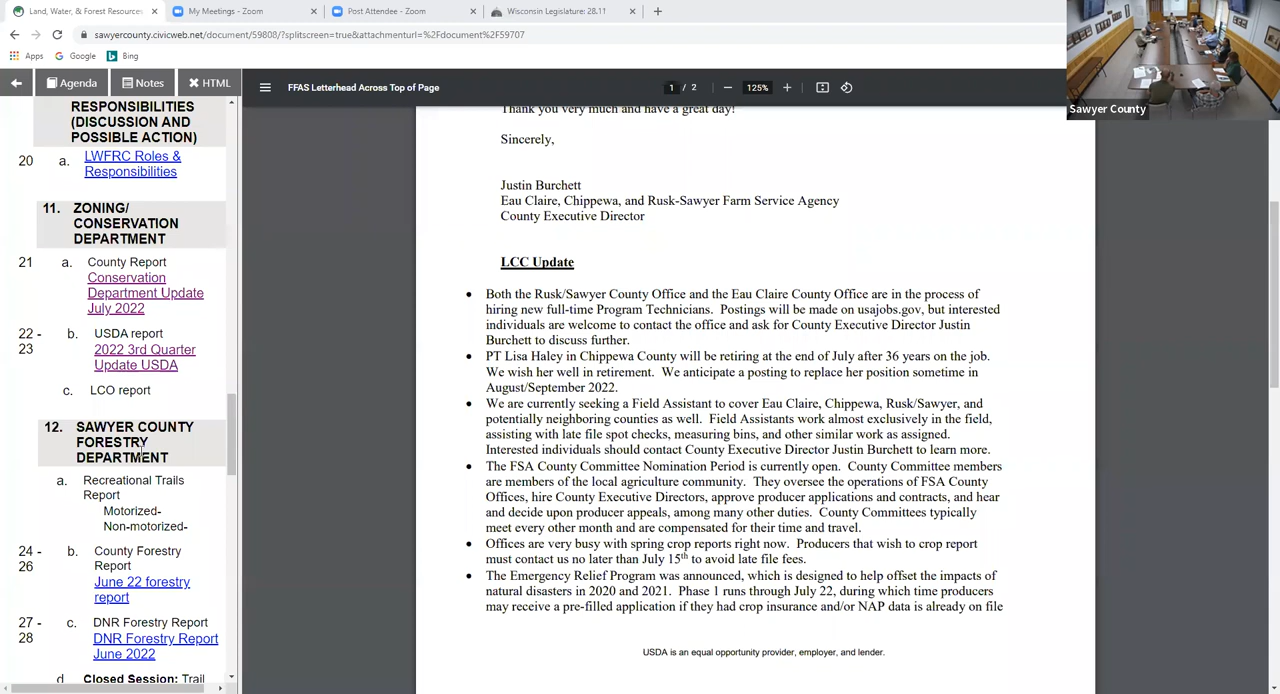 Land, Water, & Forest Resources
My Meetings - Zoom
Post Attendee - Zoom
Wisconsin Legislature: 28.11
sawyercounty.civicweb.net/document/59808/?splitscreen=true&attachmenturl=%2Fdocument%2F59707
Apps Google Bing
Sawyer County
Agenda Notes HTML
FFAS Letterhead Across Top of Page
1 / 2
125%
RESPONSIBILITIES
(DISCUSSION AND
POSSIBLE ACTION)
20 a. LWFRC Roles &
Responsibilities
11. ZONING/
CONSERVATION
DEPARTMENT
21 a. County Report
Conservation
Department Update
July 2022
22 - b. USDA report
23 2022 3rd Quarter
Update USDA
c. LCO report
12. SAWYER COUNTY
FORESTRY
DEPARTMENT
a. Recreational Trails
Report
Motorized-
Non-motorized-
24 - b. County Forestry
26 Report
June 22 forestry
report
27 - c. DNR Forestry Report
28 DNR Forestry Report
June 2022
d Closed Session: Trail
Thank you very much and have a great day!
Sincerely,
Justin Burchett
Eau Claire, Chippewa, and Rusk-Sawyer Farm Service Agency
County Executive Director
LCC Update
• Both the Rusk/Sawyer County Office and the Eau Claire County Office are in the process of
hiring new full-time Program Technicians. Postings will be made on usajobs.gov, but interested
individuals are welcome to contact the office and ask for County Executive Director Justin
Burchett to discuss further.
• PT Lisa Haley in Chippewa County will be retiring at the end of July after 36 years on the job.
We wish her well in retirement. We anticipate a posting to replace her position sometime in
August/September 2022.
• We are currently seeking a Field Assistant to cover Eau Claire, Chippewa, Rusk/Sawyer, and
potentially neighboring counties as well. Field Assistants work almost exclusively in the field,
assisting with late file spot checks, measuring bins, and other similar work as assigned.
Interested individuals should contact County Executive Director Justin Burchett to learn more.
• The FSA County Committee Nomination Period is currently open. County Committee members
are members of the local agriculture community. They oversee the operations of FSA County
Offices, hire County Executive Directors, approve producer applications and contracts, and hear
and decide upon producer appeals, among many other duties. County Committees typically
meet every other month and are compensated for their time and travel.
• Offices are very busy with spring crop reports right now. Producers that wish to crop report
must contact us no later than July 15th to avoid late file fees.
• The Emergency Relief Program was announced, which is designed to help offset the impacts of
natural disasters in 2020 and 2021. Phase 1 runs through July 22, during which time producers
may receive a pre-filled application if they had crop insurance and/or NAP data is already on file
USDA is an equal opportunity provider, employer, and lender.